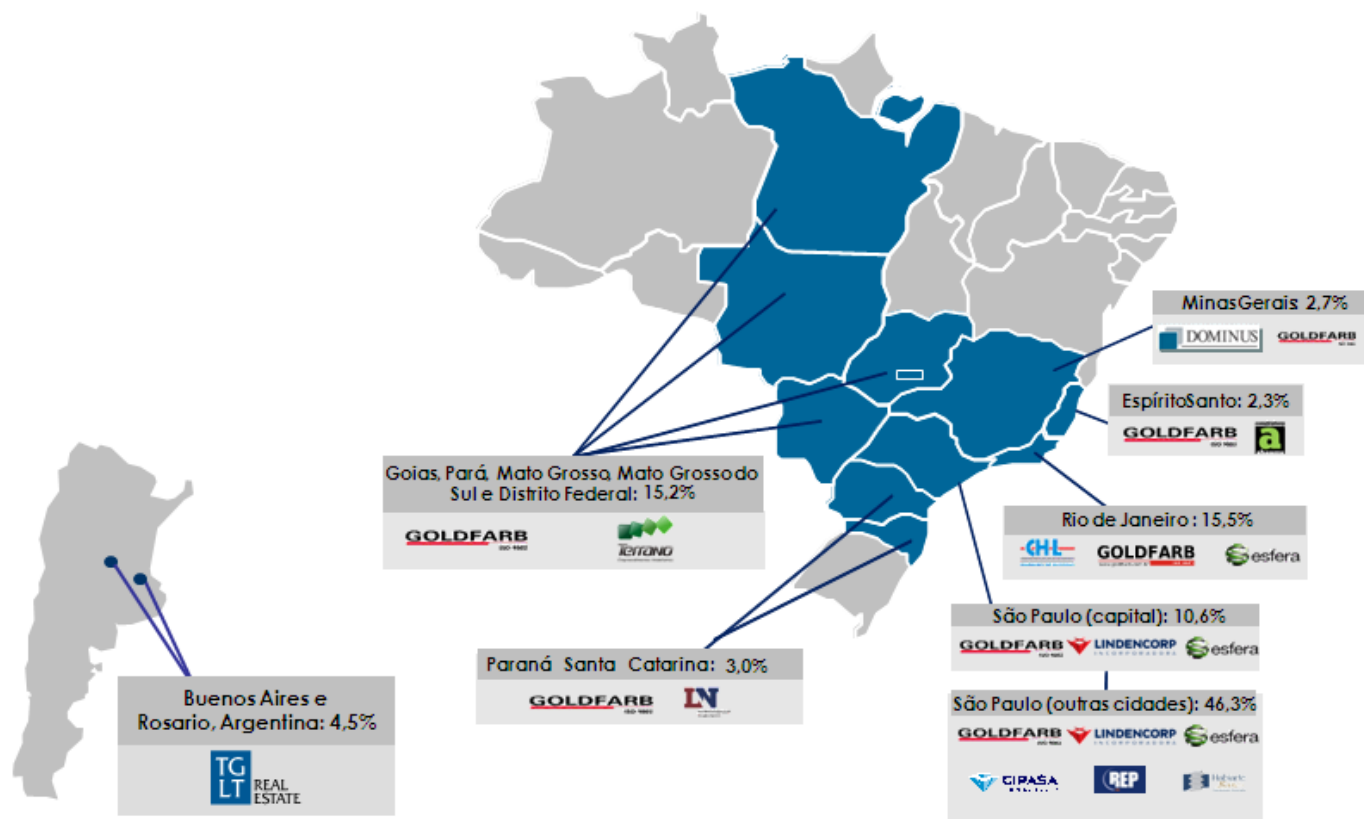 MinasGerais: 2,7%
DOMINUS GOLDFARB
EspíritoSanto: 2,3%
GOLDFARB a
Goias, Pará, Mato Grosso, Mato Grosso do
Sul e Distrito Federal: 15,2%
GOLDFARB Terrano
Rio de Janeiro : 15,5%
CHL GOLDFARB esfera
São Paulo (capital): 10,6%
GOLDFARB LINDENCORP esfera
INCORPORADORA
Paraná Santa Catarina: 3,0%
GOLDFARB LN
São Paulo (outras cidades): 46,3%
GOLDFARB LINDENCORP esfera
INCORPORADORA
CIPASA REP
Buenos Aires e
Rosario, Argentina: 4,5%
TG
LT REAL
ESTATE